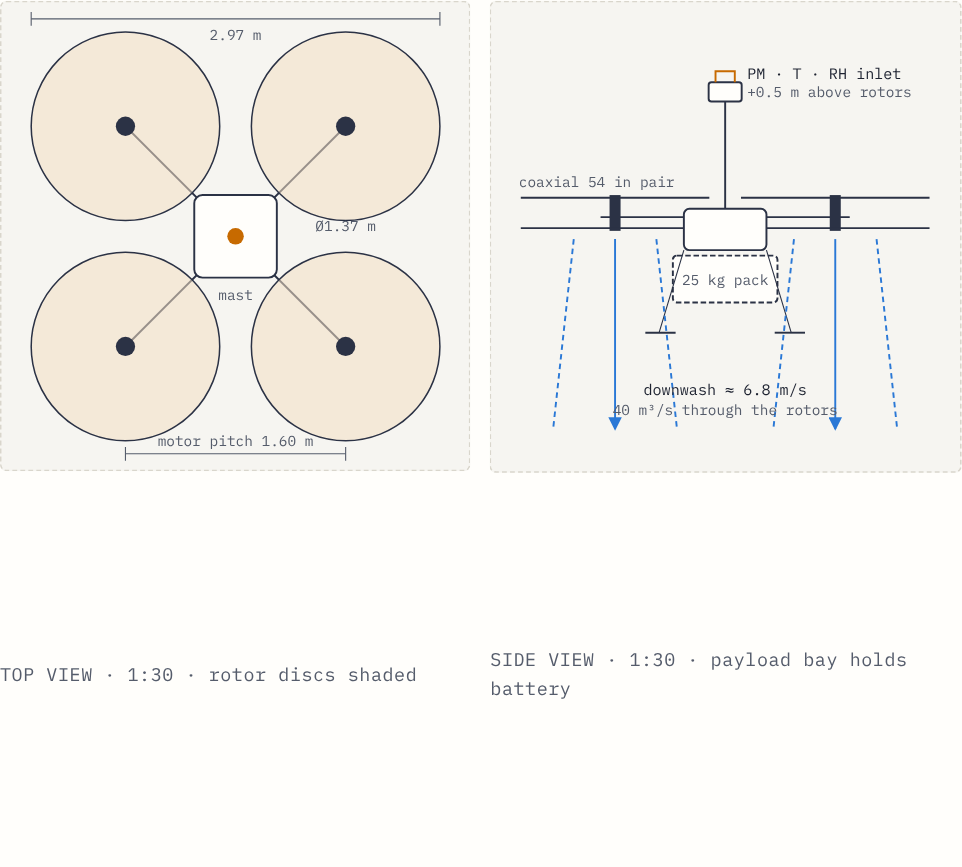 2.97 m
Ø1.37 m
mast
motor pitch 1.60 m
TOP VIEW · 1:30 · rotor discs shaded
PM · T · RH inlet
+0.5 m above rotors
coaxial 54 in pair
25 kg pack
downwash ≈ 6.8 m/s
40 m³/s through the rotors
SIDE VIEW · 1:30 · payload bay holds
battery